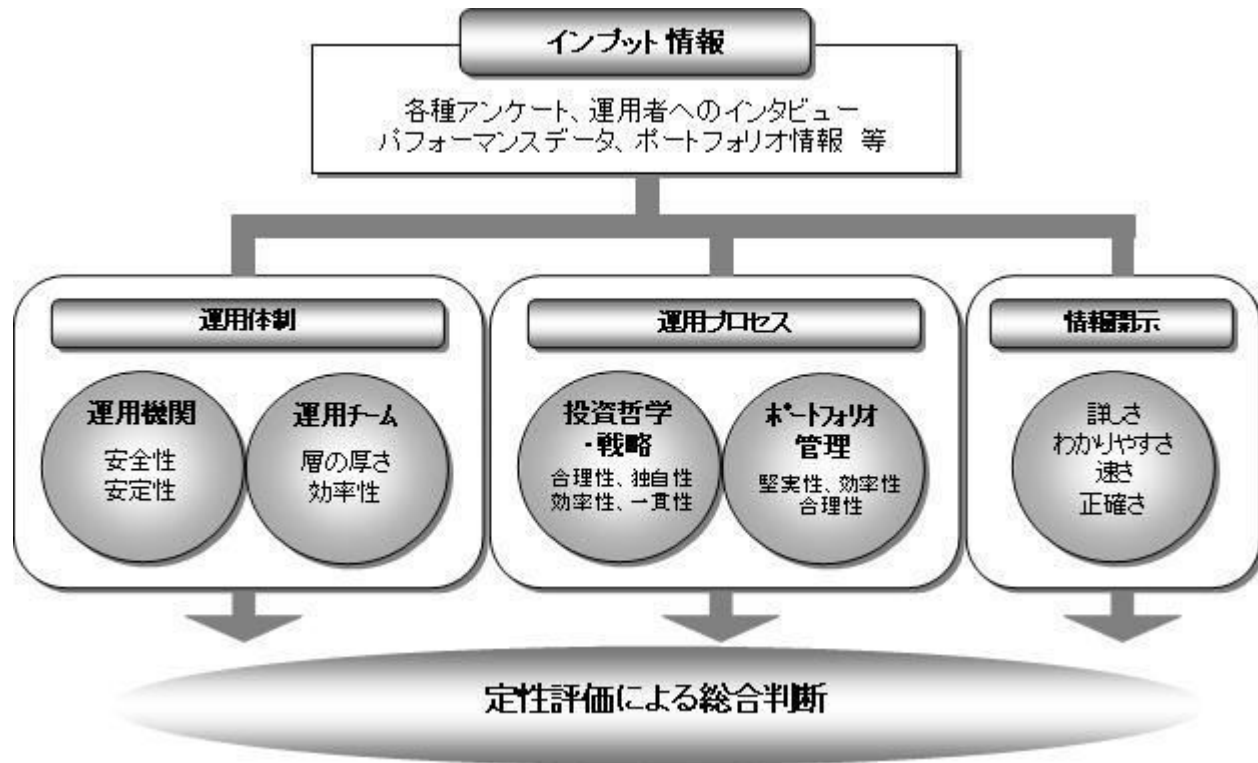 インプット情報
各種アンケート、運用者へのインタビュー
パフォーマンスデータ、ポートフォリオ情報 等
運用体制
運用機関
安全性
安定性
運用チーム
層の厚さ
効率性
運用プロセス
投資哲学
・戦略
合理性、独自性
効率性、一貫性
ポートフォリオ
管理
堅実性、効率性
合理性
情報開示
詳しさ
わかりやすさ
速さ
正確さ
定性評価による総合判断